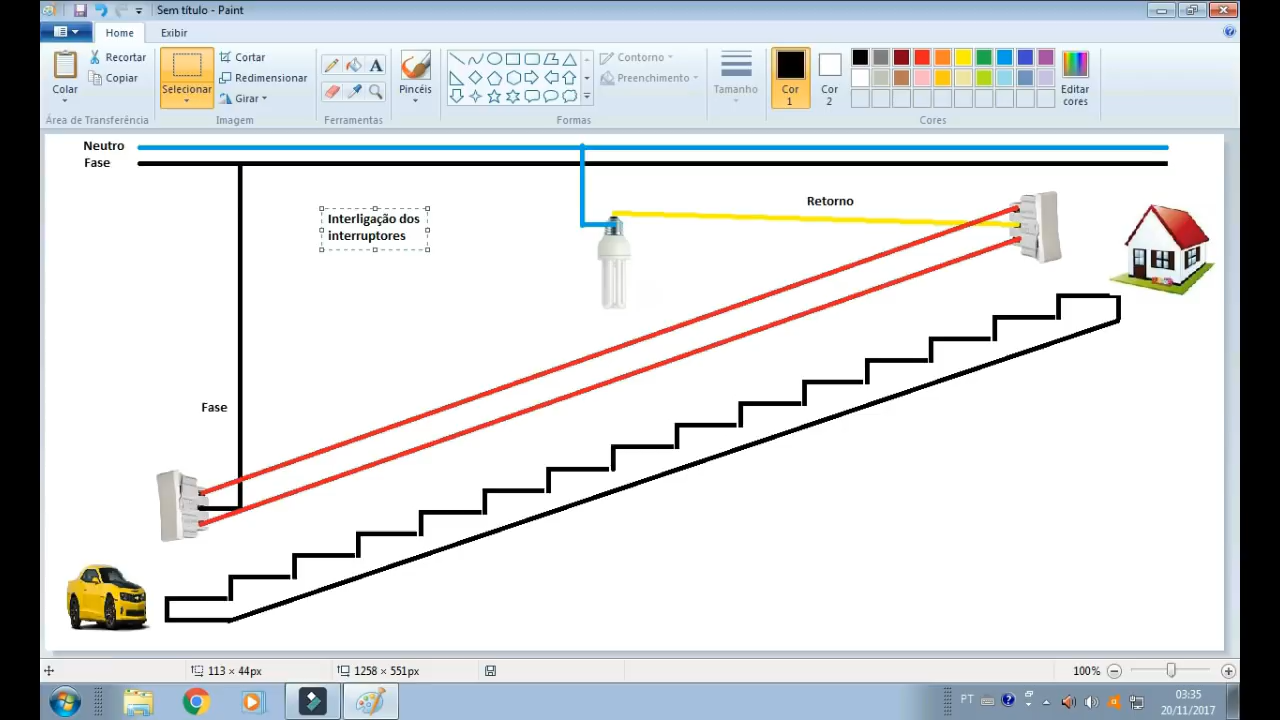 Sem título - Paint
Home
Exibir
Colar
Recortar
Copiar
Área de Transferência
Selecionar
Cortar
Redimensionar
Girar
Imagem
A
Ferramentas
Pincéis
Contorno
Preenchimento
Formas
Tamanho
Cor
1
Cor
2
Editar
cores
Cores
Neutro
Fase
Interligação dos
interruptores
Retorno
Fase
113 × 44px
1258 × 551px
100%
PT
03:35
20/11/2017